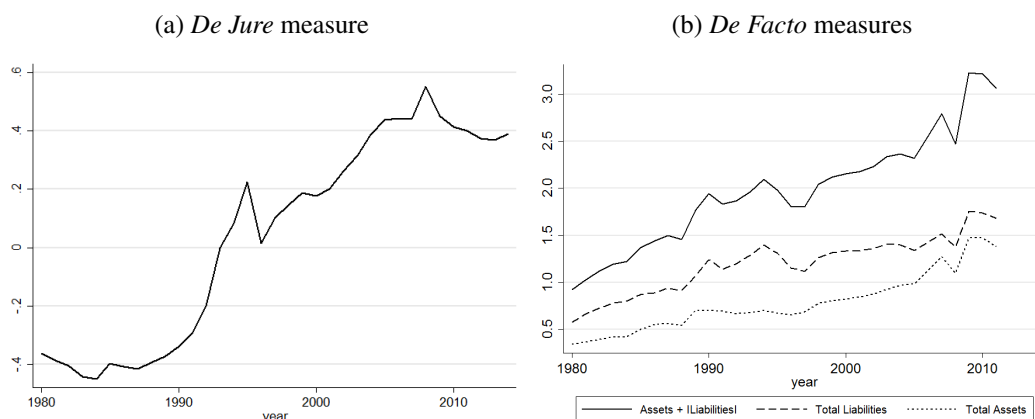 (a) De Jure measure
.6
.4
.2
0
-.2
-.4
1980 1990 2000 2010
year
(b) De Facto measures
3.0
2.5
2.0
1.5
1.0
0.5
1980 1990 2000 2010
year
Assets + |Liabilities| Total Liabilities Total Assets